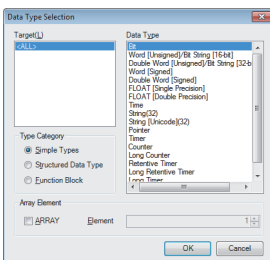 Data Type Selection
Target(L)
<ALL>
Data Type
Bit
Word [Unsigned]/Bit String [16-bit]
Double Word [Unsigned]/Bit String [32-b
Word [Signed]
Double Word [Signed]
FLOAT [Single Precision]
FLOAT [Double Precision]
Time
String(32)
String [Unicode](32)
Pointer
Timer
Counter
Long Counter
Retentive Timer
Long Retentive Timer
Long Timer
Type Category
Simple Types
Structured Data Type
Function Block
Array Element
ARRAY
Element
1
OK
Cancel